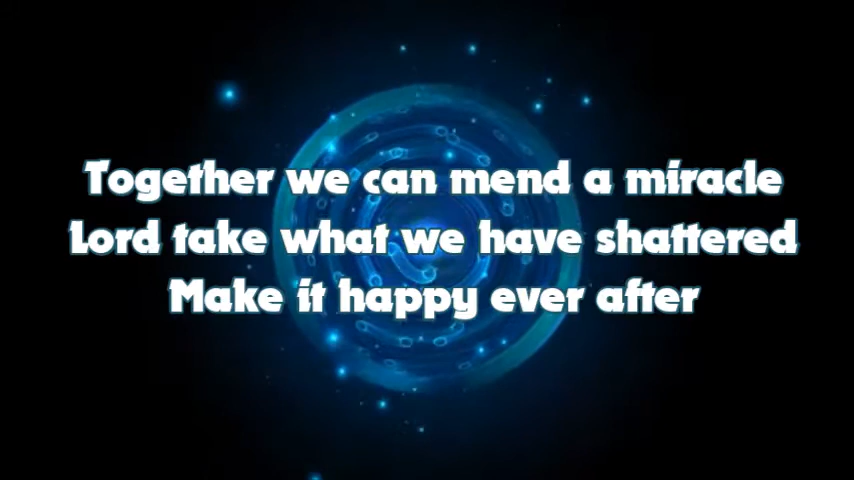 Together we can mend a miracle
Lord take what we have shattered
Make it happy ever after